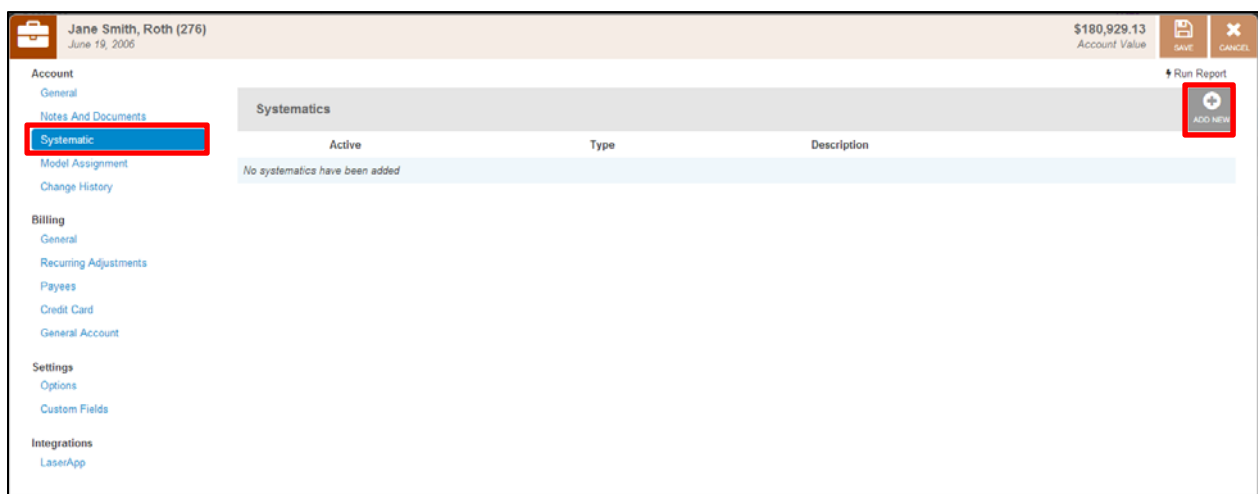 Jane Smith, Roth (276)
June 19, 2006
$180,929.13
Account Value
SAVE
CANCEL
Account
Run Report
General
Notes And Documents
Systematic
Model Assignment
Change History
Systematics
ADD NEW
Active Type Description
No systematics have been added
Billing
General
Recurring Adjustments
Payees
Credit Card
General Account
Settings
Options
Custom Fields
Integrations
LaserApp